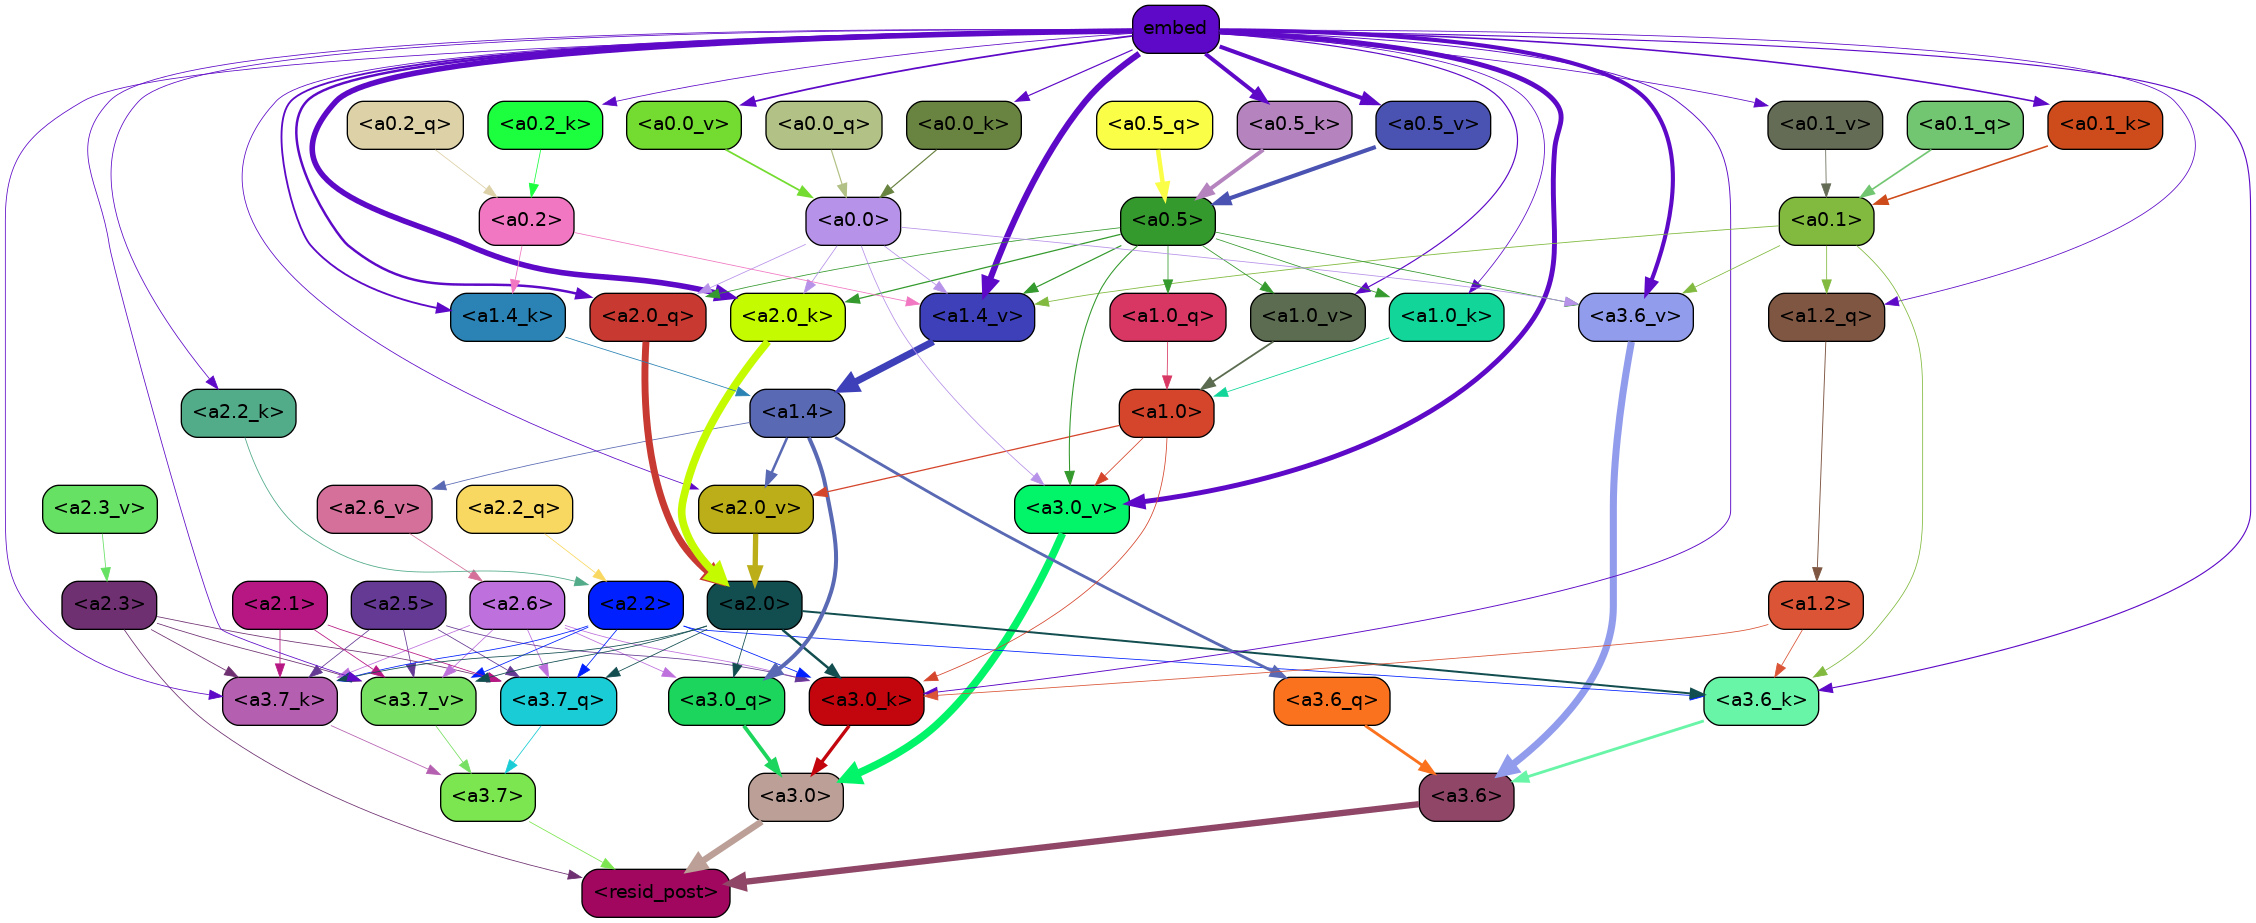 embed
<a0.2_q>
<a0.2_k>
<a0.0_v>
<a0.0_q>
<a0.0_k>
<a0.5_q>
<a0.5_k>
<a0.5_v>
<a0.1_v>
<a0.1_q>
<a0.1_k>
<a0.2>
<a0.0>
<a0.5>
<a0.1>
<a1.4_k>
<a2.0_q>
<a2.0_k>
<a1.4_v>
<a1.0_q>
<a1.0_v>
<a1.0_k>
<a3.6_v>
<a1.2_q>
<a2.2_k>
<a1.4>
<a1.0>
<a2.3_v>
<a2.6_v>
<a2.2_q>
<a2.0_v>
<a3.0_v>
<a2.3>
<a2.1>
<a2.5>
<a2.6>
<a2.2>
<a2.0>
<a1.2>
<a3.7_k>
<a3.7_v>
<a3.7_q>
<a3.0_q>
<a3.0_k>
<a3.6_q>
<a3.6_k>
<a3.7>
<a3.0>
<a3.6>
<resid_post>